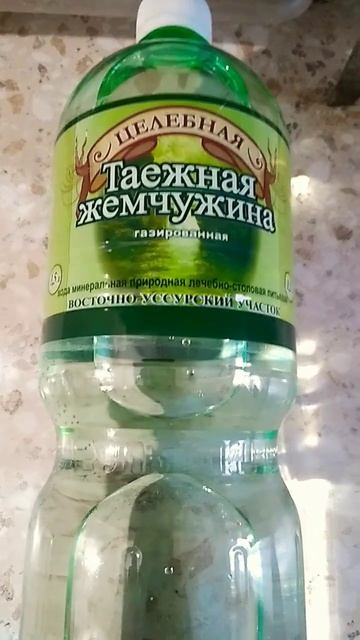 ЦЕЛЕБНАЯ
Таежная
жемчужина
газированная
вода минеральная природная лечебно-столовая питьевая
ВОСТОЧНО-УССУРСКИЙ УЧАСТОК